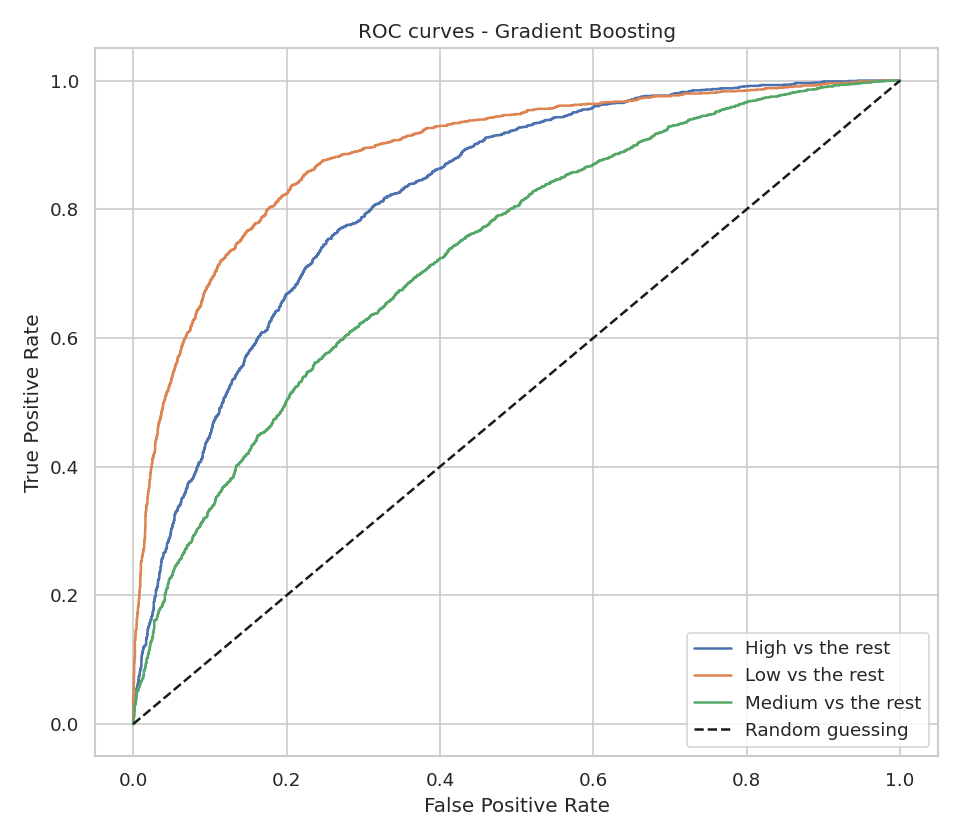 ROC curves - Gradient Boosting
True Positive Rate
1.0
0.8
0.6
0.4
0.2
0.0
0.0 0.2 0.4 0.6 0.8 1.0
False Positive Rate
High vs the rest
Low vs the rest
Medium vs the rest
Random guessing